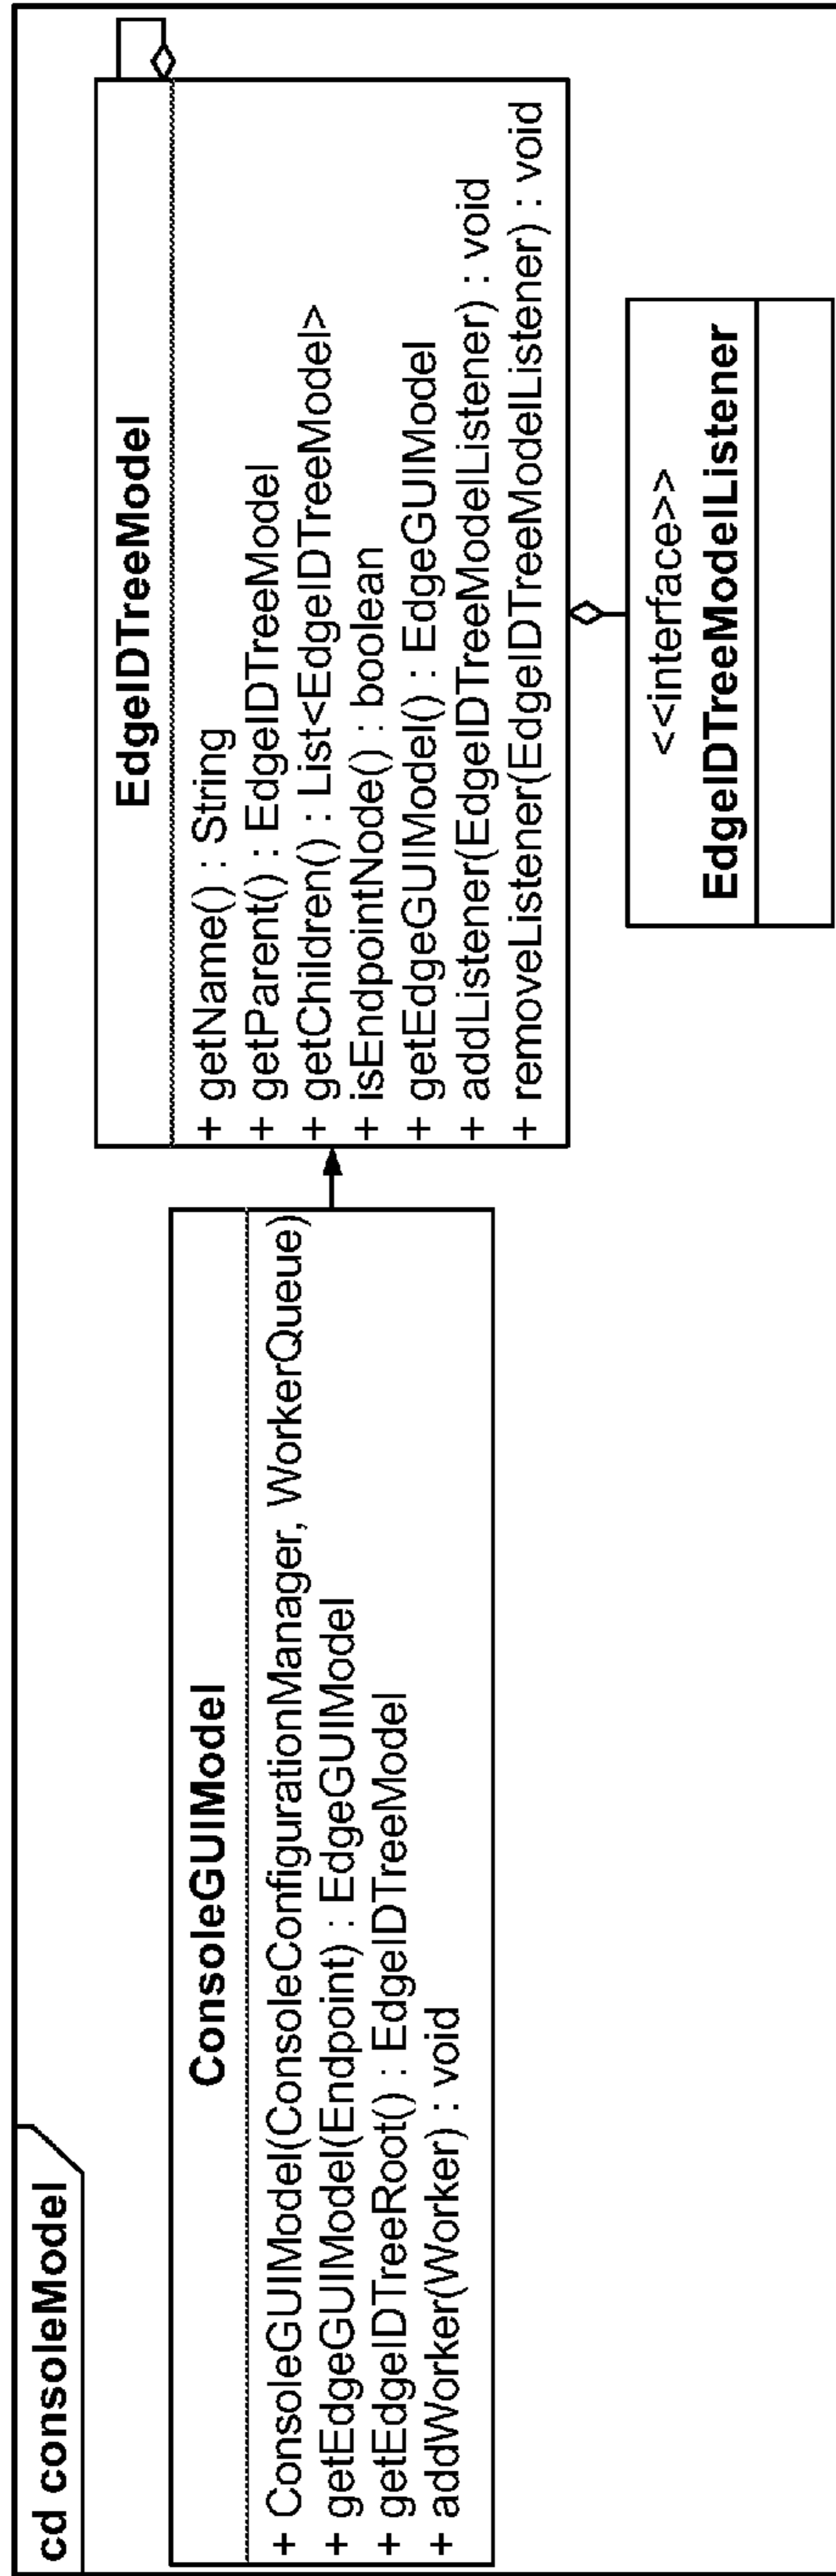 cd consoleModel
ConsoleGUIModel
+ ConsoleGUIModel(ConsoleConfigurationManager, WorkerQueue)
+ getEdgeGUIModel(Endpoint) : EdgeGUIModel
+ getEdgeIDTreeRoot() : EdgeIDTreeModel
+ addWorker(Worker) : void
EdgeIDTreeModel
+ getName() : String
+ getParent() : EdgeIDTreeModel
+ getChildren() : List<EdgeIDTreeModel>
+ isEndpointNode() : boolean
+ getEdgeGUIModel() : EdgeGUIModel
+ addListener(EdgeIDTreeModelListener) : void
+ removeListener(EdgeIDTreeModelListener) : void
<<interface>>
EdgeIDTreeModelListener